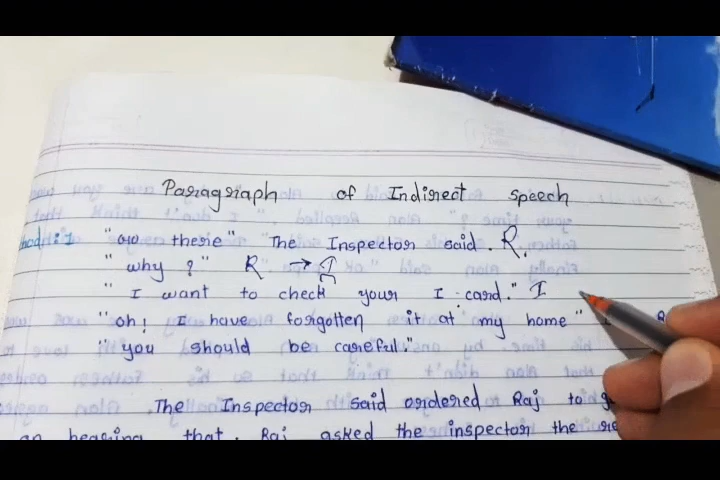 Paragraph of Indirect speech
"Go there" The Inspector said R.
"why ?" R → I
"I want to check your I card." I
"oh! I have forgotten it at my home"
"you should be careful."
The Inspector said ordered Raj to
hearing that. Raj asked the inspector the